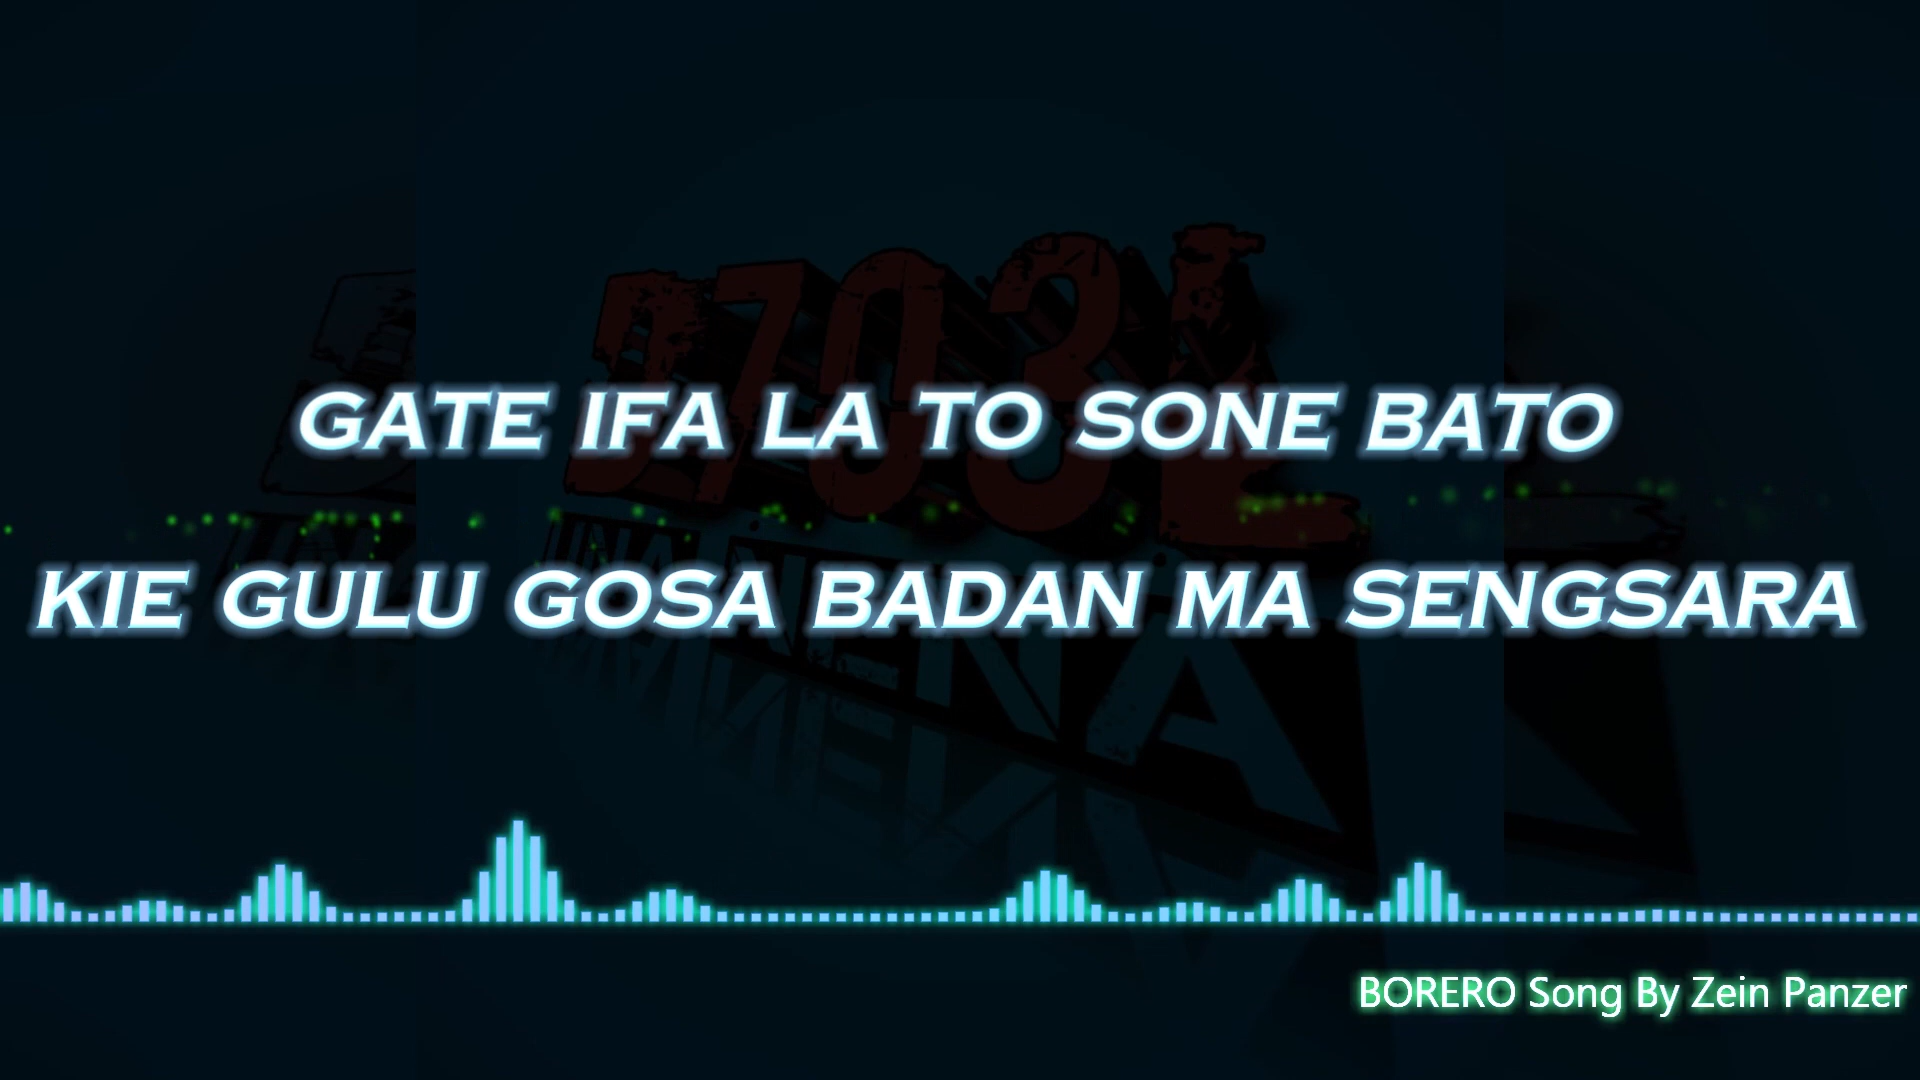 GATE IFA LA TO SONE BATO
KIE GULU GOSA BADAN MA SENGSARA
BORERO Song By Zein Panzer